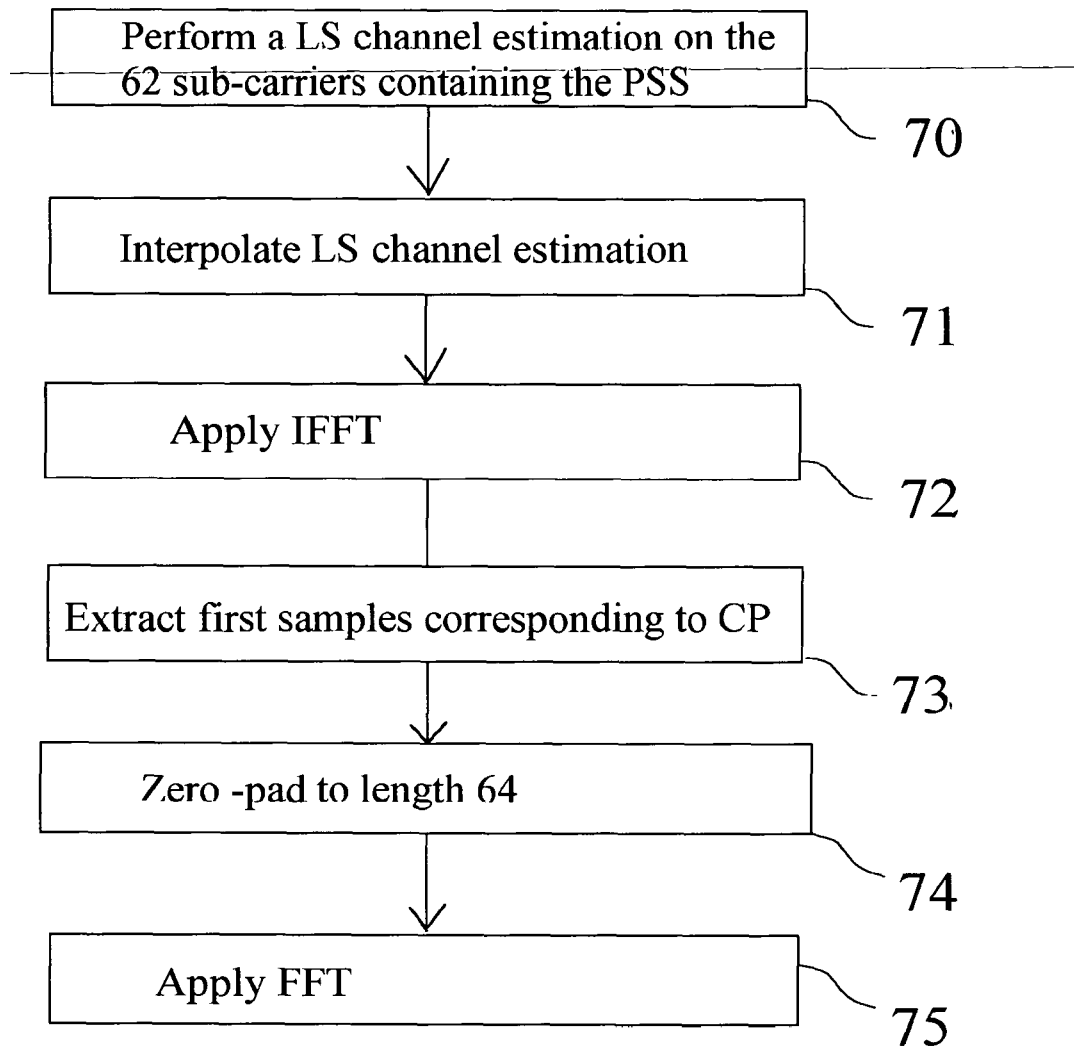 Perform a LS channel estimation on the
62 sub-carriers containing the PSS
70
Interpolate LS channel estimation
71
Apply IFFT
72
Extract first samples corresponding to CP
73
Zero -pad to length 64
74
Apply FFT
75